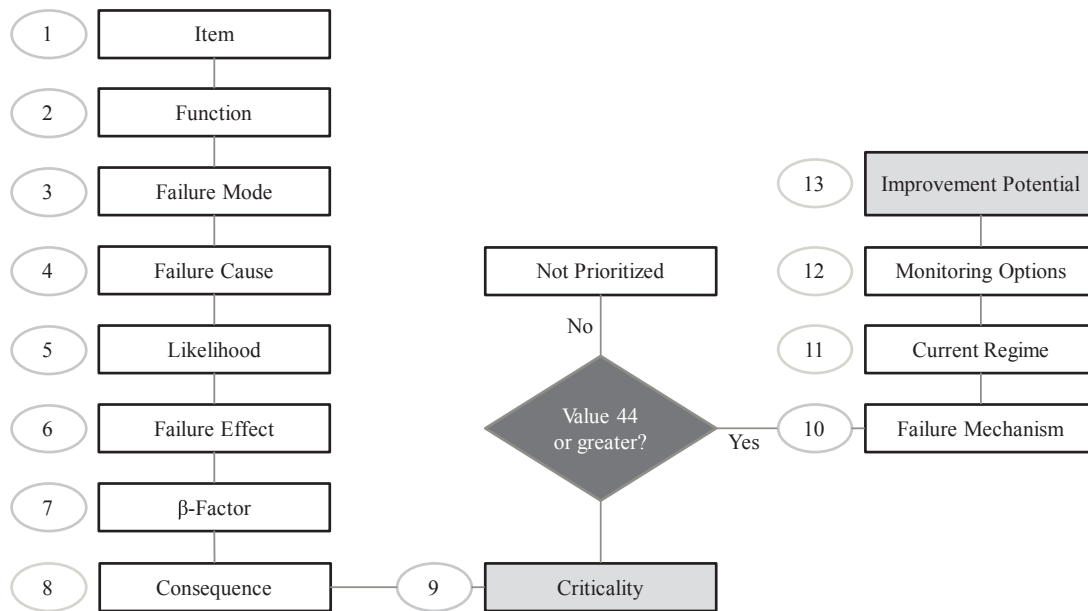 1
Item
2
Function
3
Failure Mode
4
Failure Cause
5
Likelihood
6
Failure Effect
7
β-Factor
8
Consequence
9
Criticality
Value 44
or greater?
No
Not Prioritized
Yes
10
Failure Mechanism
11
Current Regime
12
Monitoring Options
13
Improvement Potential